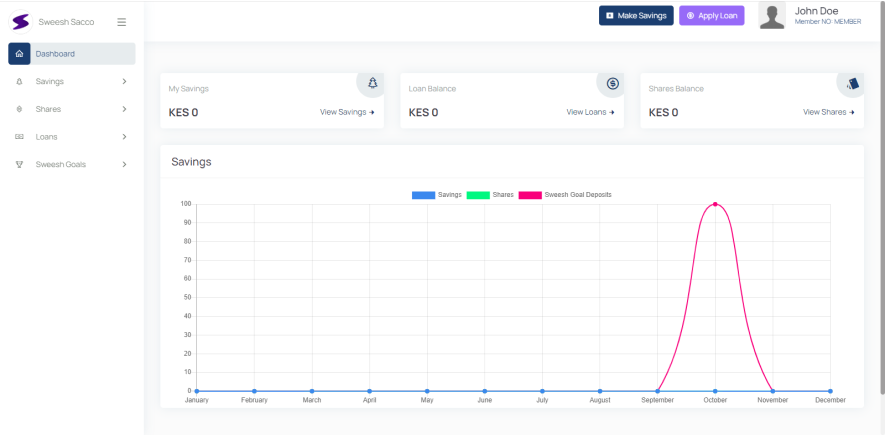 Sweesh Sacco
Make Savings
Apply Loan
John Doe
Member NO: MEMBER
Dashboard
Savings
Shares
Loans
Sweesh Goals
My Savings
KES 0
View Savings
Loan Balance
KES 0
View Loans
Shares Balance
KES 0
View Shares
Savings
Savings Shares Sweesh Goal Deposits
100
90
80
70
60
50
40
30
20
10
0
January February March April May June July August September October November December